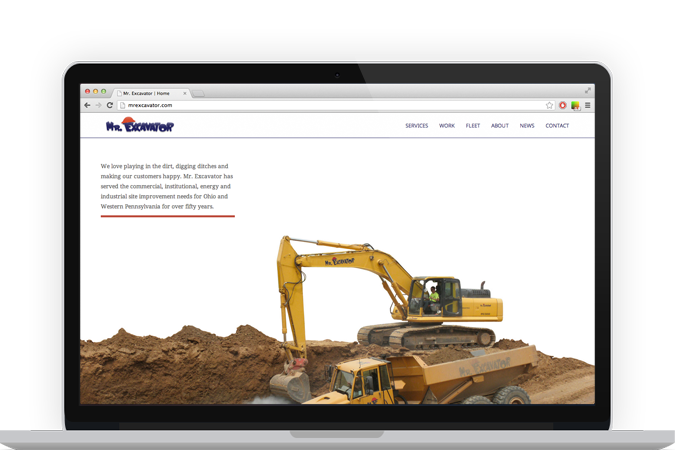 Mr. Excavator | Home
mrexcavator.com
MR. EXCAVATOR
SERVICES WORK FLEET ABOUT NEWS CONTACT
We love playing in the dirt, digging ditches and
making our customers happy. Mr. Excavator has
served the commercial, institutional, energy and
industrial site improvement needs for Ohio and
Western Pennsylvania for over fifty years.
MR. EXCAVATOR
MR. EXCAVATOR